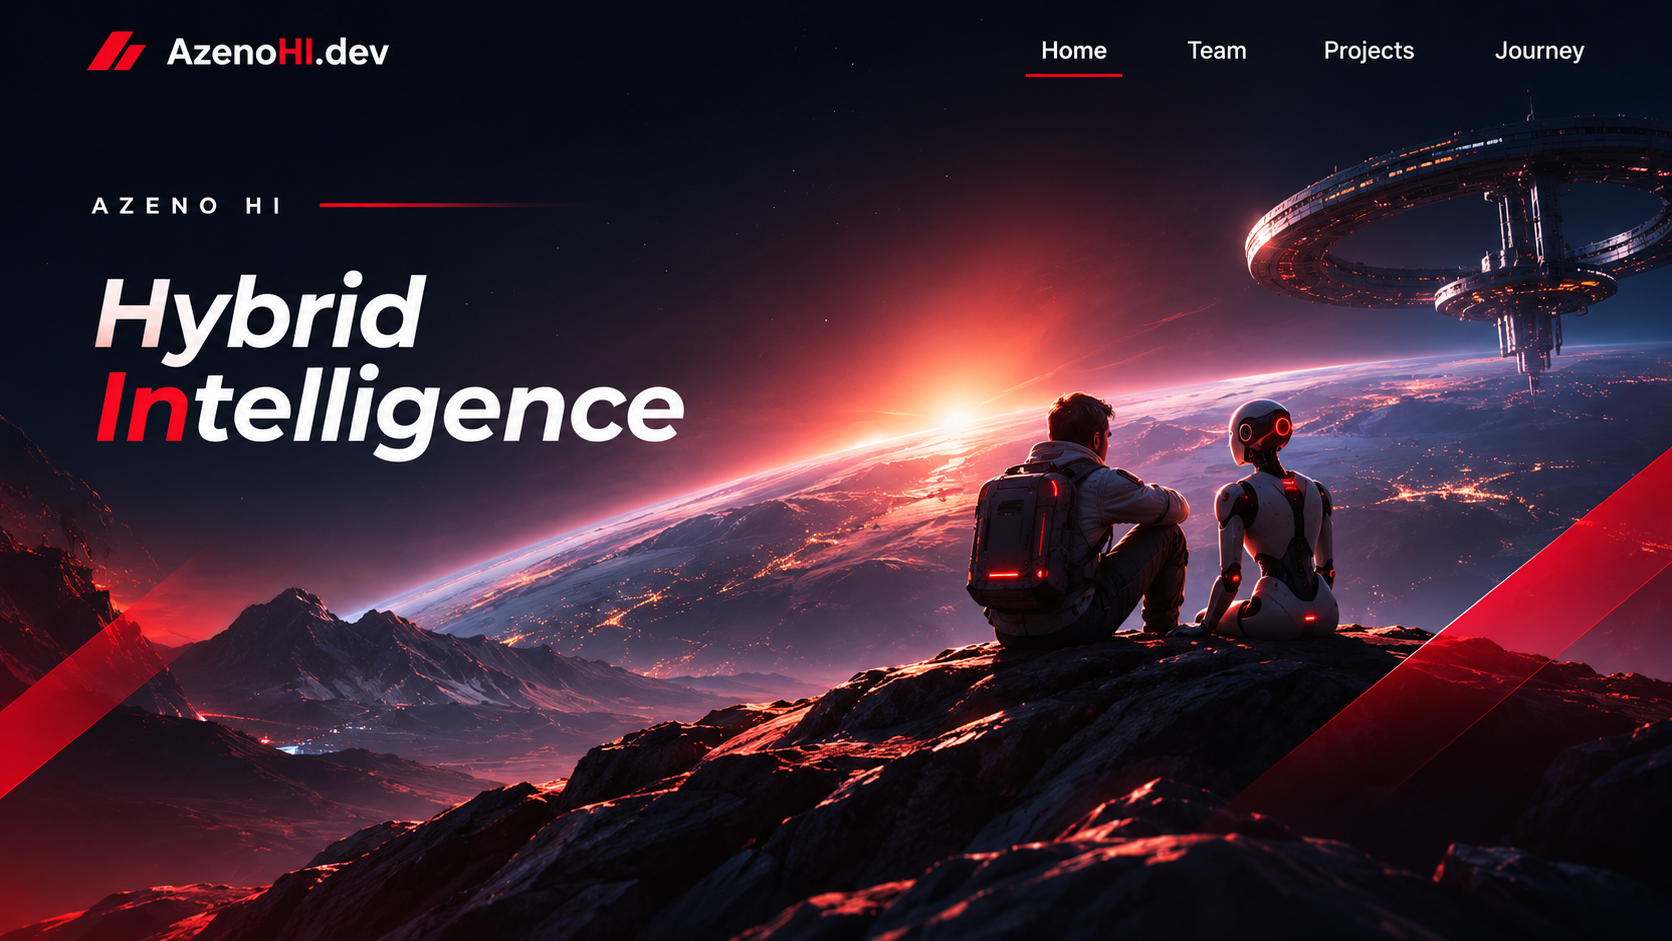 AzenoHI.dev
Home
Team
Projects
Journey
AZENO HI
Hybrid
Intelligence